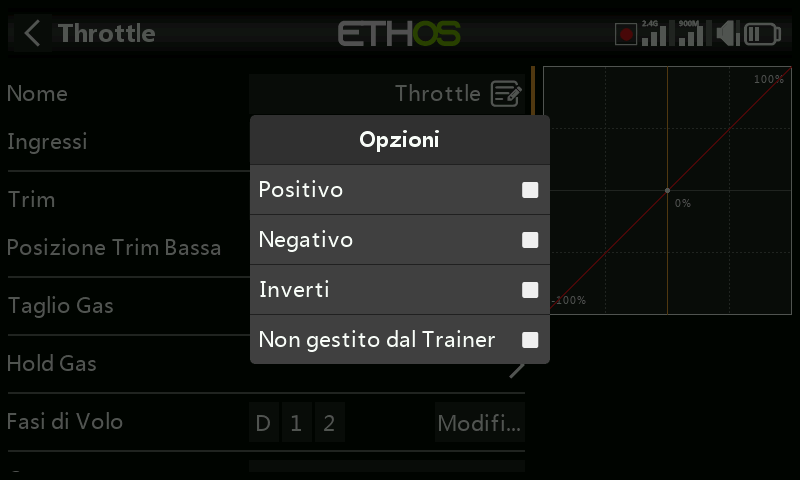 Throttle
ETHOS
2.4G
900M
Nome
Throttle
100%
Opzioni
Ingressi
Positivo
Trim
0%
Negativo
Posizione Trim Bassa
Inverti
-100%
Taglio Gas
Non gestito dal Trainer
Hold Gas
Fasi di Volo
D 1 2
Modifi...